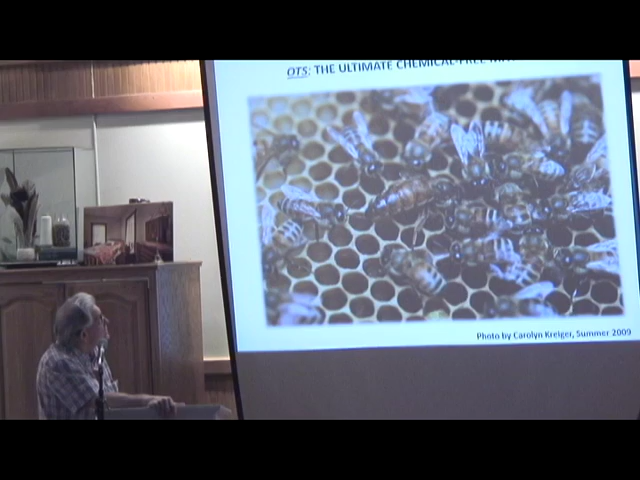 OTS: THE ULTIMATE CHEMICAL-FREE
Photo by Carolyn Kreiger, Summer 2009